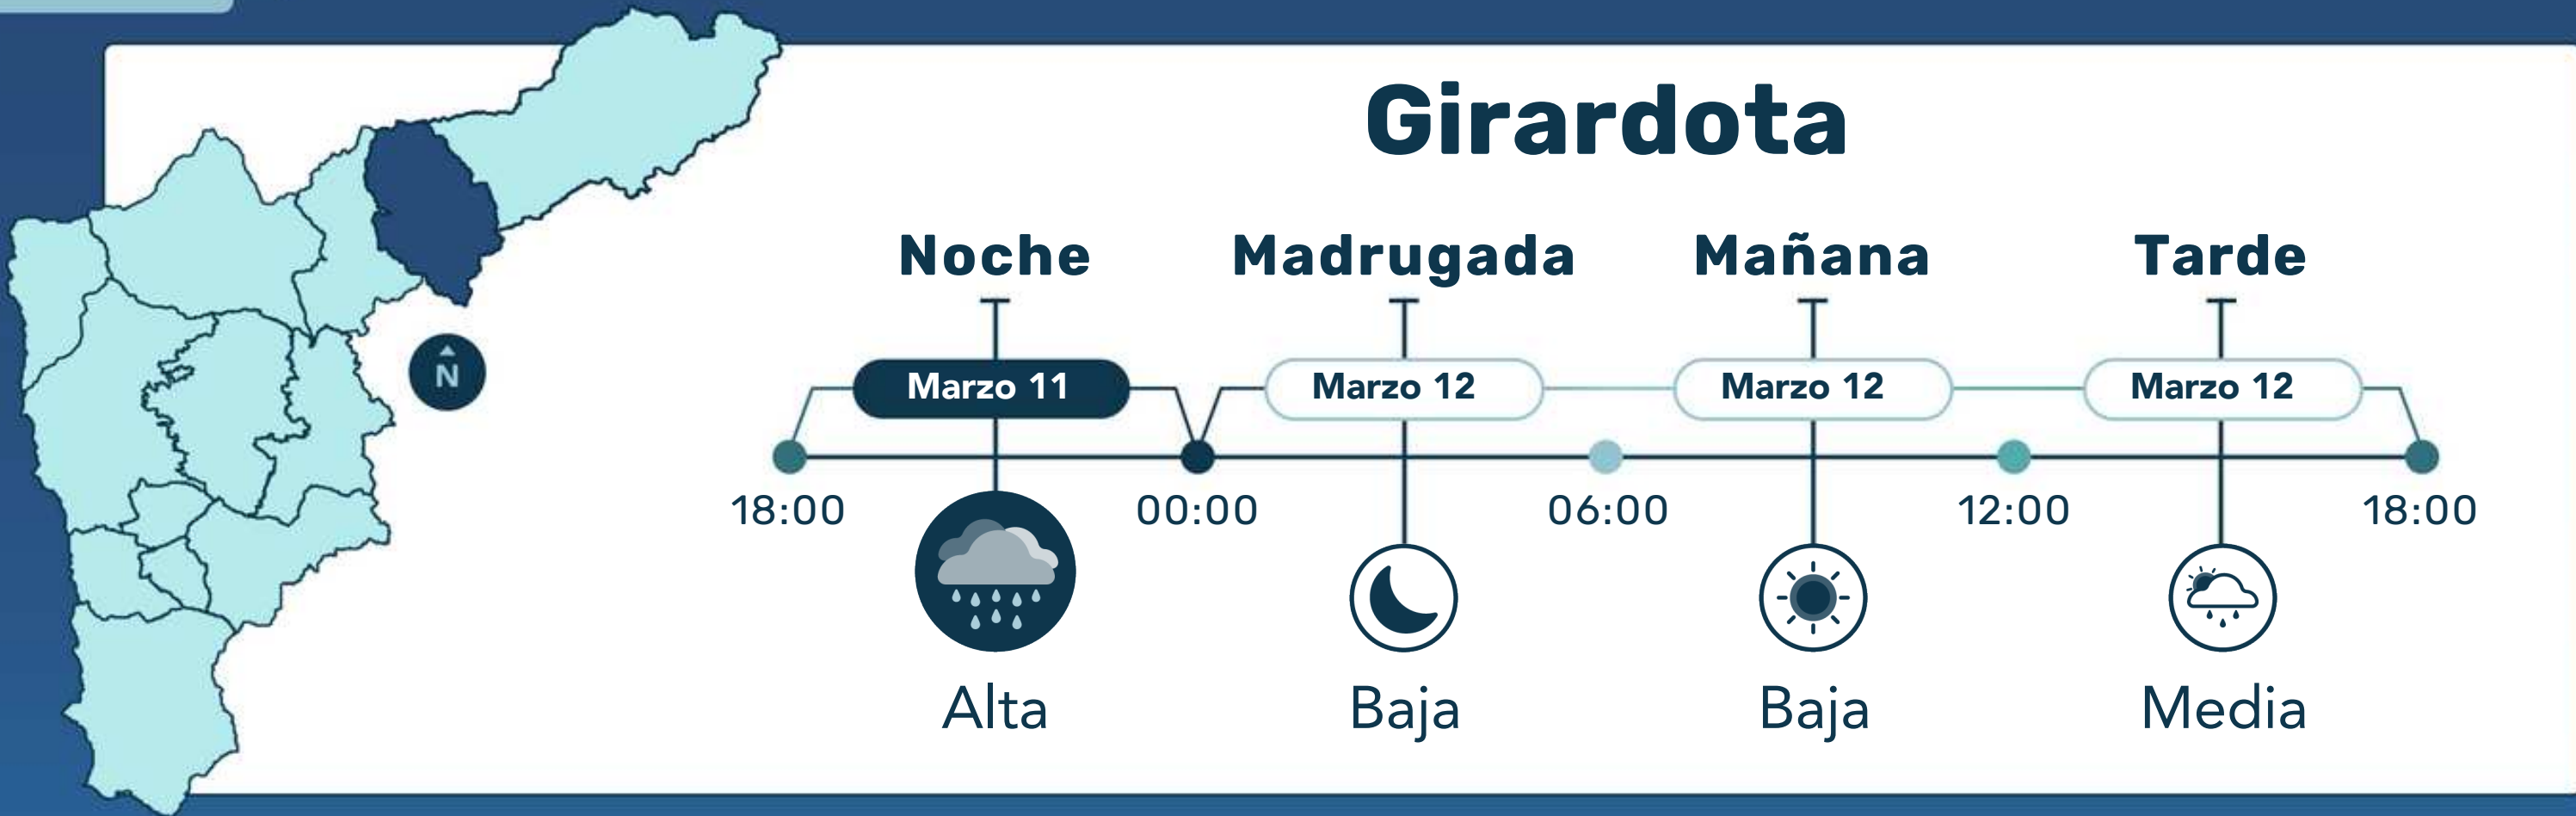 Girardota
Noche Madrugada Mañana Tarde
Marzo 11 Marzo 12 Marzo 12 Marzo 12
N
18:00 00:00 06:00 12:00 18:00
Alta Baja Baja Media